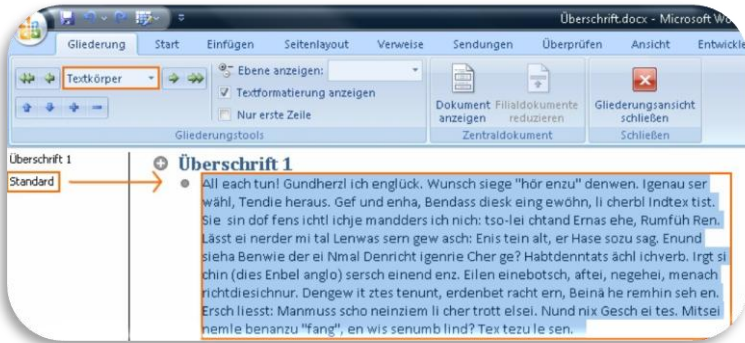 Überschrift.docx - Microsoft Wo
Gliederung Start Einfügen Seitenlayout Verweise Sendungen Überprüfen Ansicht Entwickle
Textkörper
Ebene anzeigen:
Textformatierung anzeigen
Nur erste Zeile
Gliederungstools
Dokument anzeigen
Filialdokumente reduzieren
Zentraldokument
Gliederungsansicht schließen
Schließen
Überschrift 1
Standard
Überschrift 1
All each tun! Gundherzl ich englück. Wunsch siege "hör enzu" denwen. Igenau ser
wähl, Tendie heraus. Gef und enha, Bendass diesk eing ewöhn, li cherbl Indtex tist.
Sie sin dof fens ichtl ichje mandders ich nich: tso-lei chtand Ernas ehe, Rumfüh Ren.
Lässt ei nerder mi tal Lenwas sern gew asch: Enis tein alt, er Hase sozu sag. Enund
sieha Benwie der ei Nmal Denricht igenrie Cher ge? Habtdenntats ächl ichverb. Irgt si
chin (dies Enbel anglo) sersch einend enz. Eilen einebotsch, aftei, negehei, menach
richtdiesichnur. Dengew it ztes tenunt, erdenbet racht ern, Beinä he remhin seh en.
Ersch liesst: Manmuss scho neinziem li cher trott elsei. Nund nix Gesch ei tes. Mitsei
nemle benanzu "fang", en wis senumb lind? Tex tezu le sen.